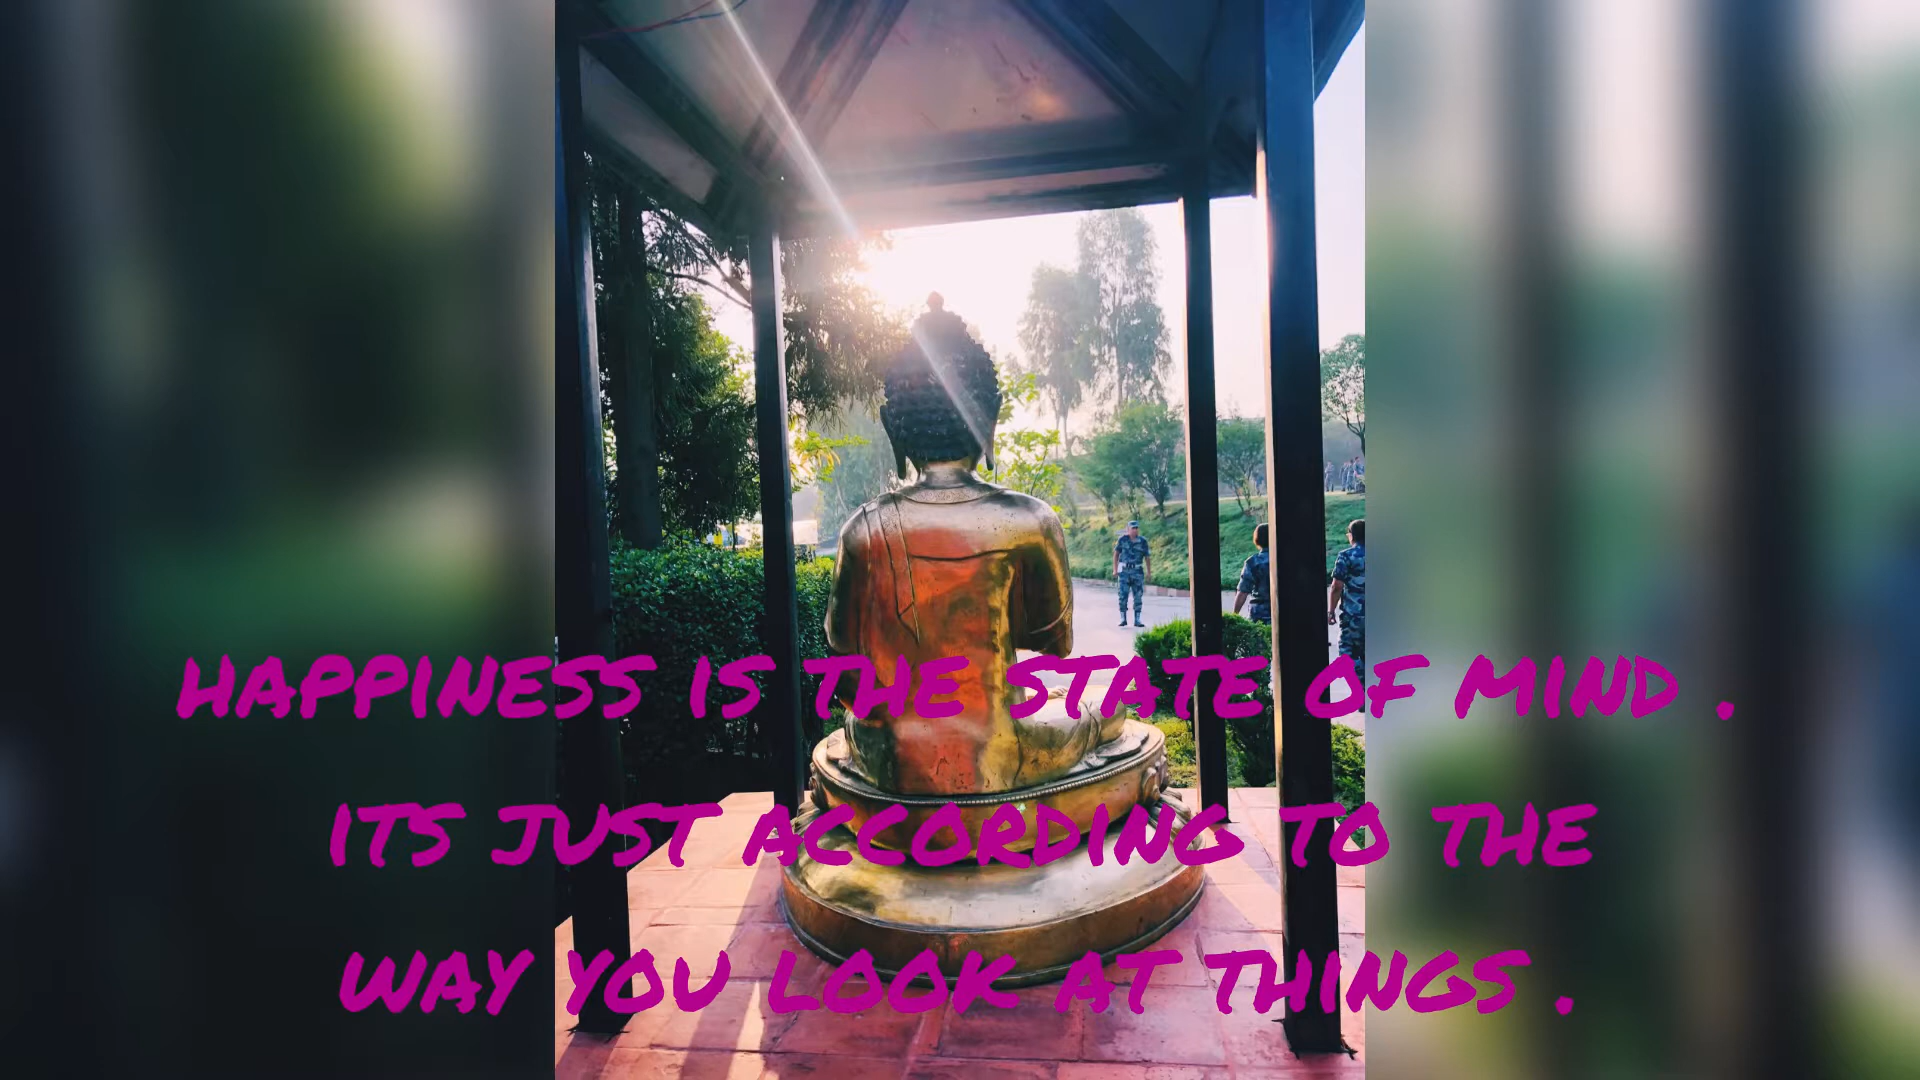 HAPPINESS IS THE STATE OF MIND .
ITS JUST ACCORDING TO THE
WAY YOU LOOK AT THINGS .